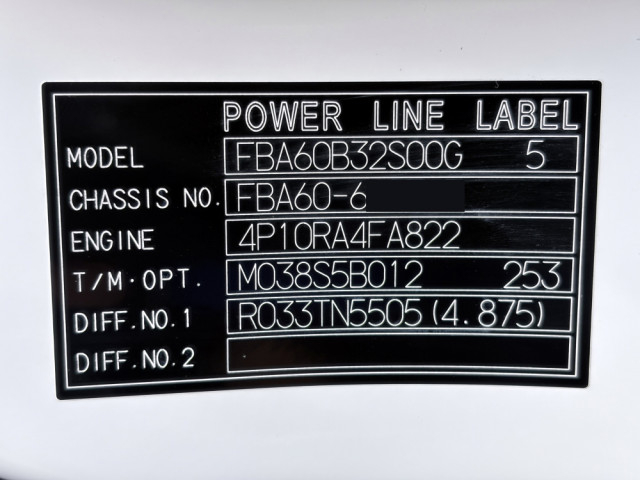 POWER LINE LABEL
MODEL FBA60B32S00G 5
CHASSIS NO. FBA60-6
ENGINE 4P10RA4FA822
T/M·OPT. M038S5B012 253
DIFF.NO.1 R033TN5505(4.875)
DIFF.NO.2